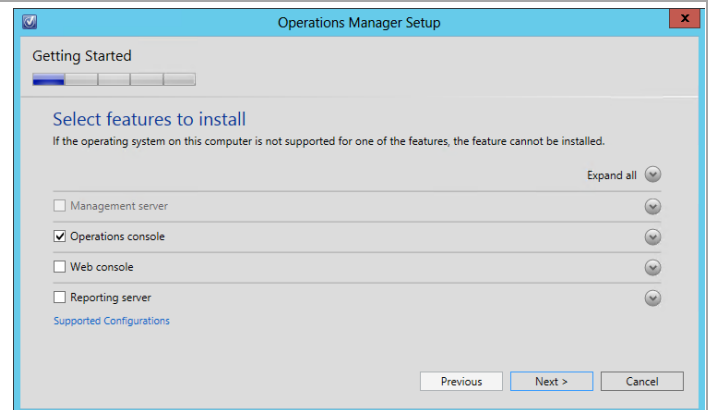 Operations Manager Setup
x
Getting Started
Select features to install
If the operating system on this computer is not supported for one of the features, the feature cannot be installed.
Expand all
Management server
Operations console
Web console
Reporting server
Supported Configurations
Previous
Next >
Cancel